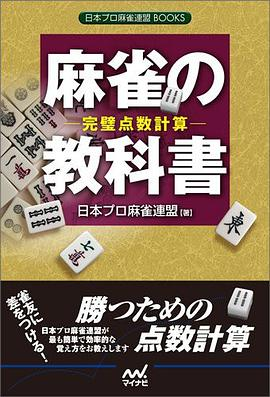 日本プロ麻雀連盟 BOOKS
麻雀の
―完璧点数計算―
教科書
日本プロ麻雀連盟[著]
東
七萬
雀友に
差をつける!
日本プロ麻雀連盟が
最も簡単で効率的な
覚え方をお教えします
勝つための
点数計算
マイナビ